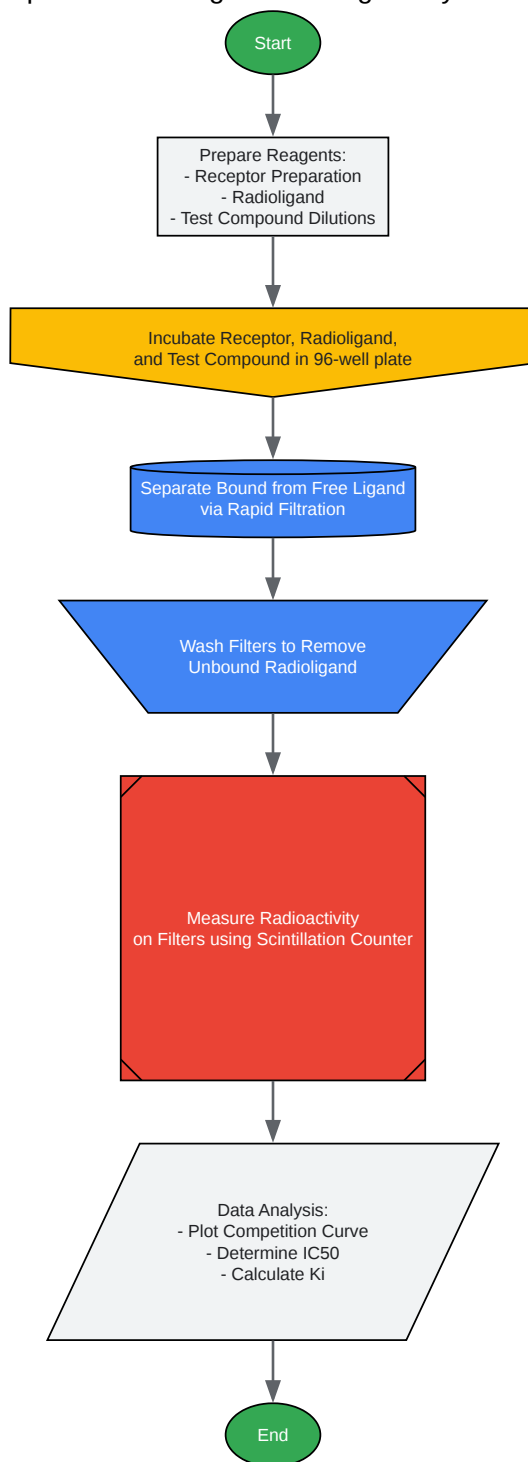 Start
Prepare Reagents:
- Receptor Preparation
- Radioligand
- Test Compound Dilutions
Incubate Receptor, Radioligand,
and Test Compound in 96-well plate
Separate Bound from Free Ligand
via Rapid Filtration
Wash Filters to Remove
Unbound Radioligand
Measure Radioactivity
on Filters using Scintillation Counter
Data Analysis:
- Plot Competition Curve
- Determine IC50
- Calculate Ki
End